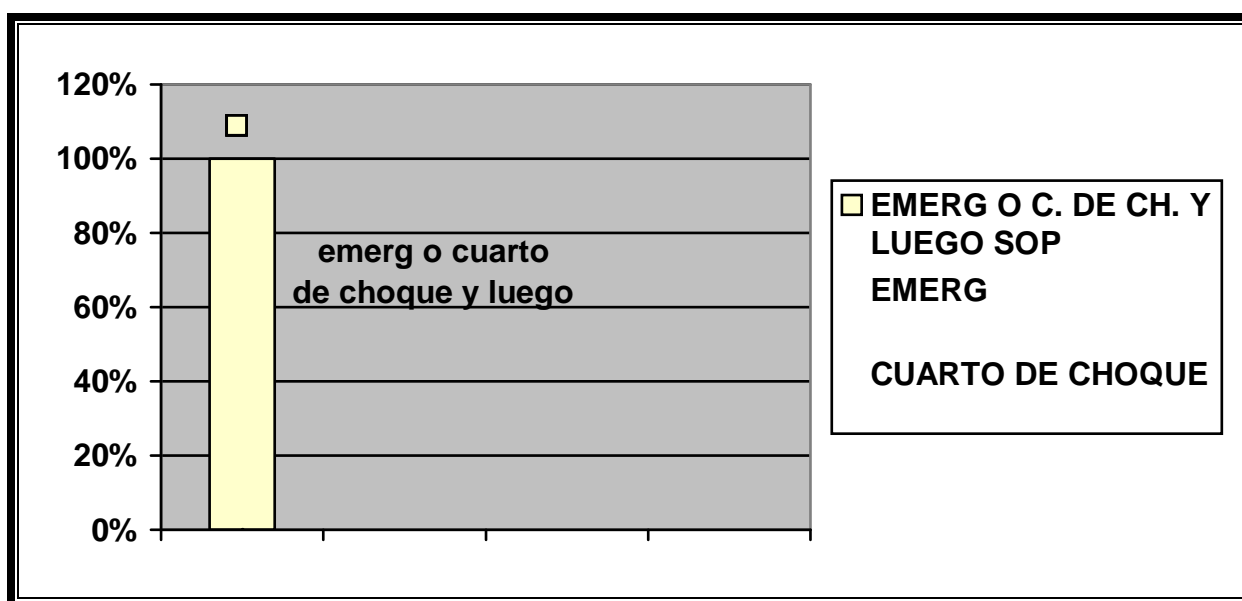 120%
100%
80%
60%
40%
20%
0%
emerg o cuarto
de choque y luego
EMERG O C. DE CH. Y
LUEGO SOP
EMERG
CUARTO DE CHOQUE